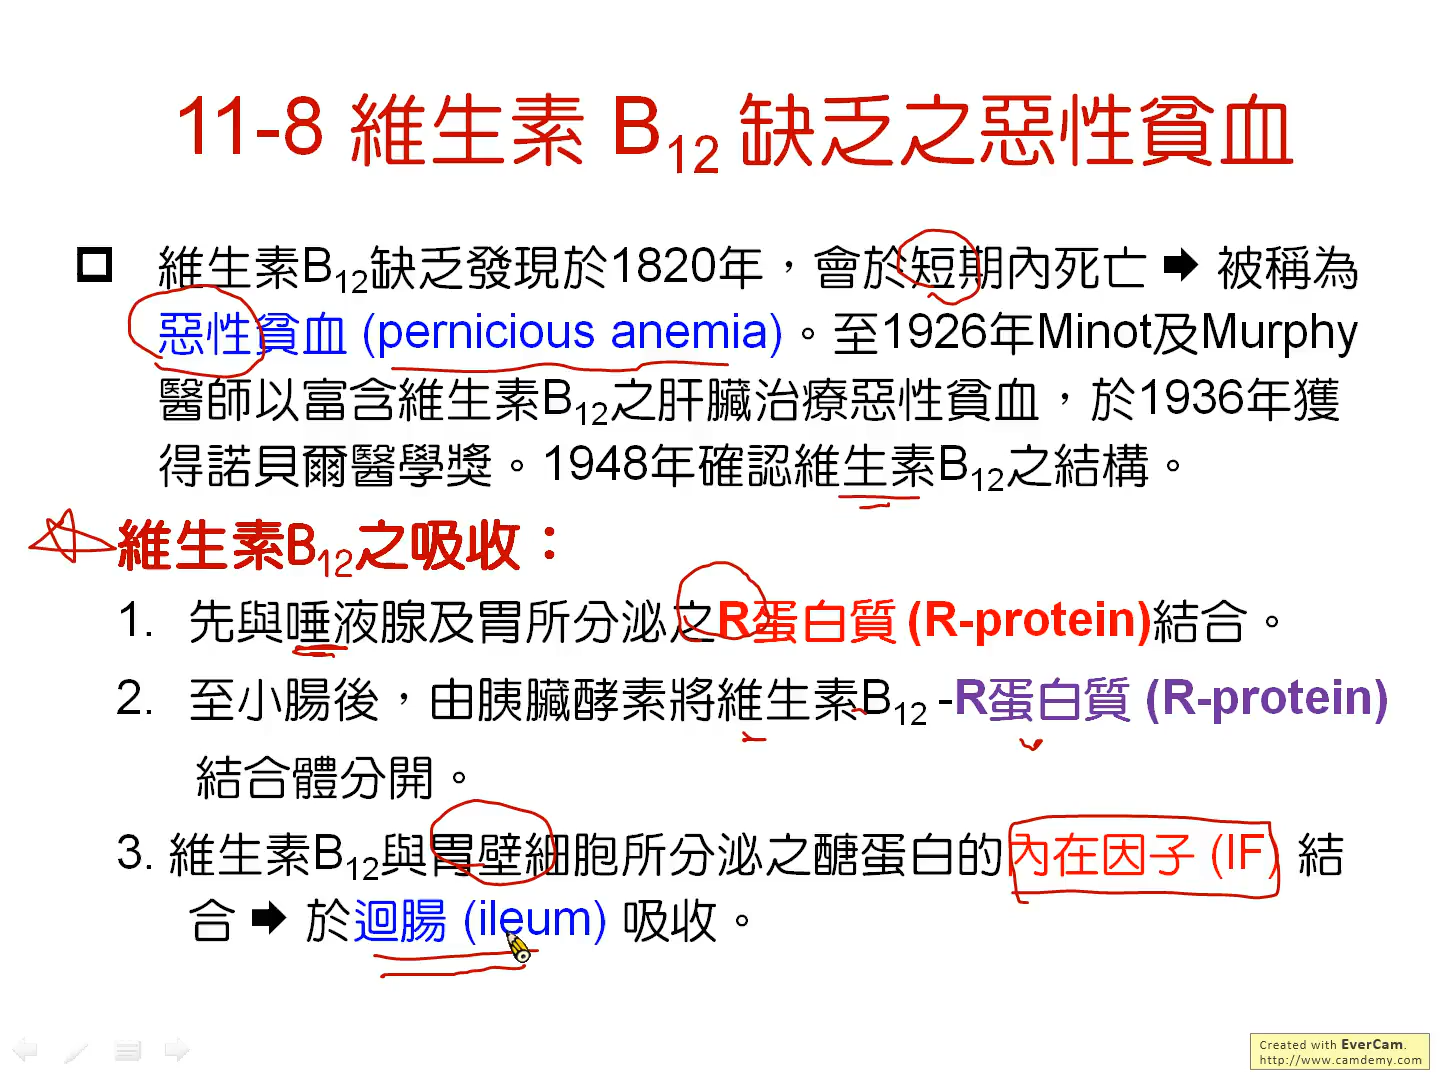 11-8 維生素 B12 缺乏之惡性貧血
維生素B12缺乏發現於1820年，會於短期內死亡 ➡ 被稱為
惡性貧血 (pernicious anemia)。至1926年Minot及Murphy
醫師以富含維生素B12之肝臟治療惡性貧血，於1936年獲
得諾貝爾醫學獎。1948年確認維生素B12之結構。
維生素B12之吸收：
1. 先與唾液腺及胃所分泌之R蛋白質 (R-protein)結合。
2. 至小腸後，由胰臟酵素將維生素B12 -R蛋白質 (R-protein)
結合體分開。
3. 維生素B12與胃壁細胞所分泌之醣蛋白的內在因子 (IF) 結
合 ➡ 於迴腸 (ileum) 吸收。
Created with EverCam.
http://www.camdemy.com